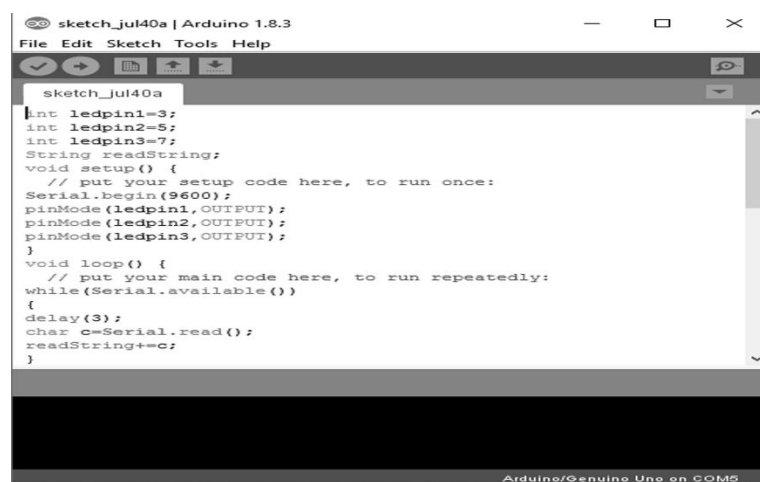 sketch_jul40a | Arduino 1.8.3
File Edit Sketch Tools Help
sketch_jul40a
int ledpin1=3;
int ledpin2=5;
int ledpin3=7;
String readString;
void setup() {
  // put your setup code here, to run once:
Serial.begin(9600);
pinMode(ledpin1,OUTPUT);
pinMode(ledpin2,OUTPUT);
pinMode(ledpin3,OUTPUT);
}
void loop() {
  // put your main code here, to run repeatedly:
while(Serial.available())
{
delay(3);
char c=Serial.read();
readString+=c;
}
Arduino/Genuino Uno on COM5